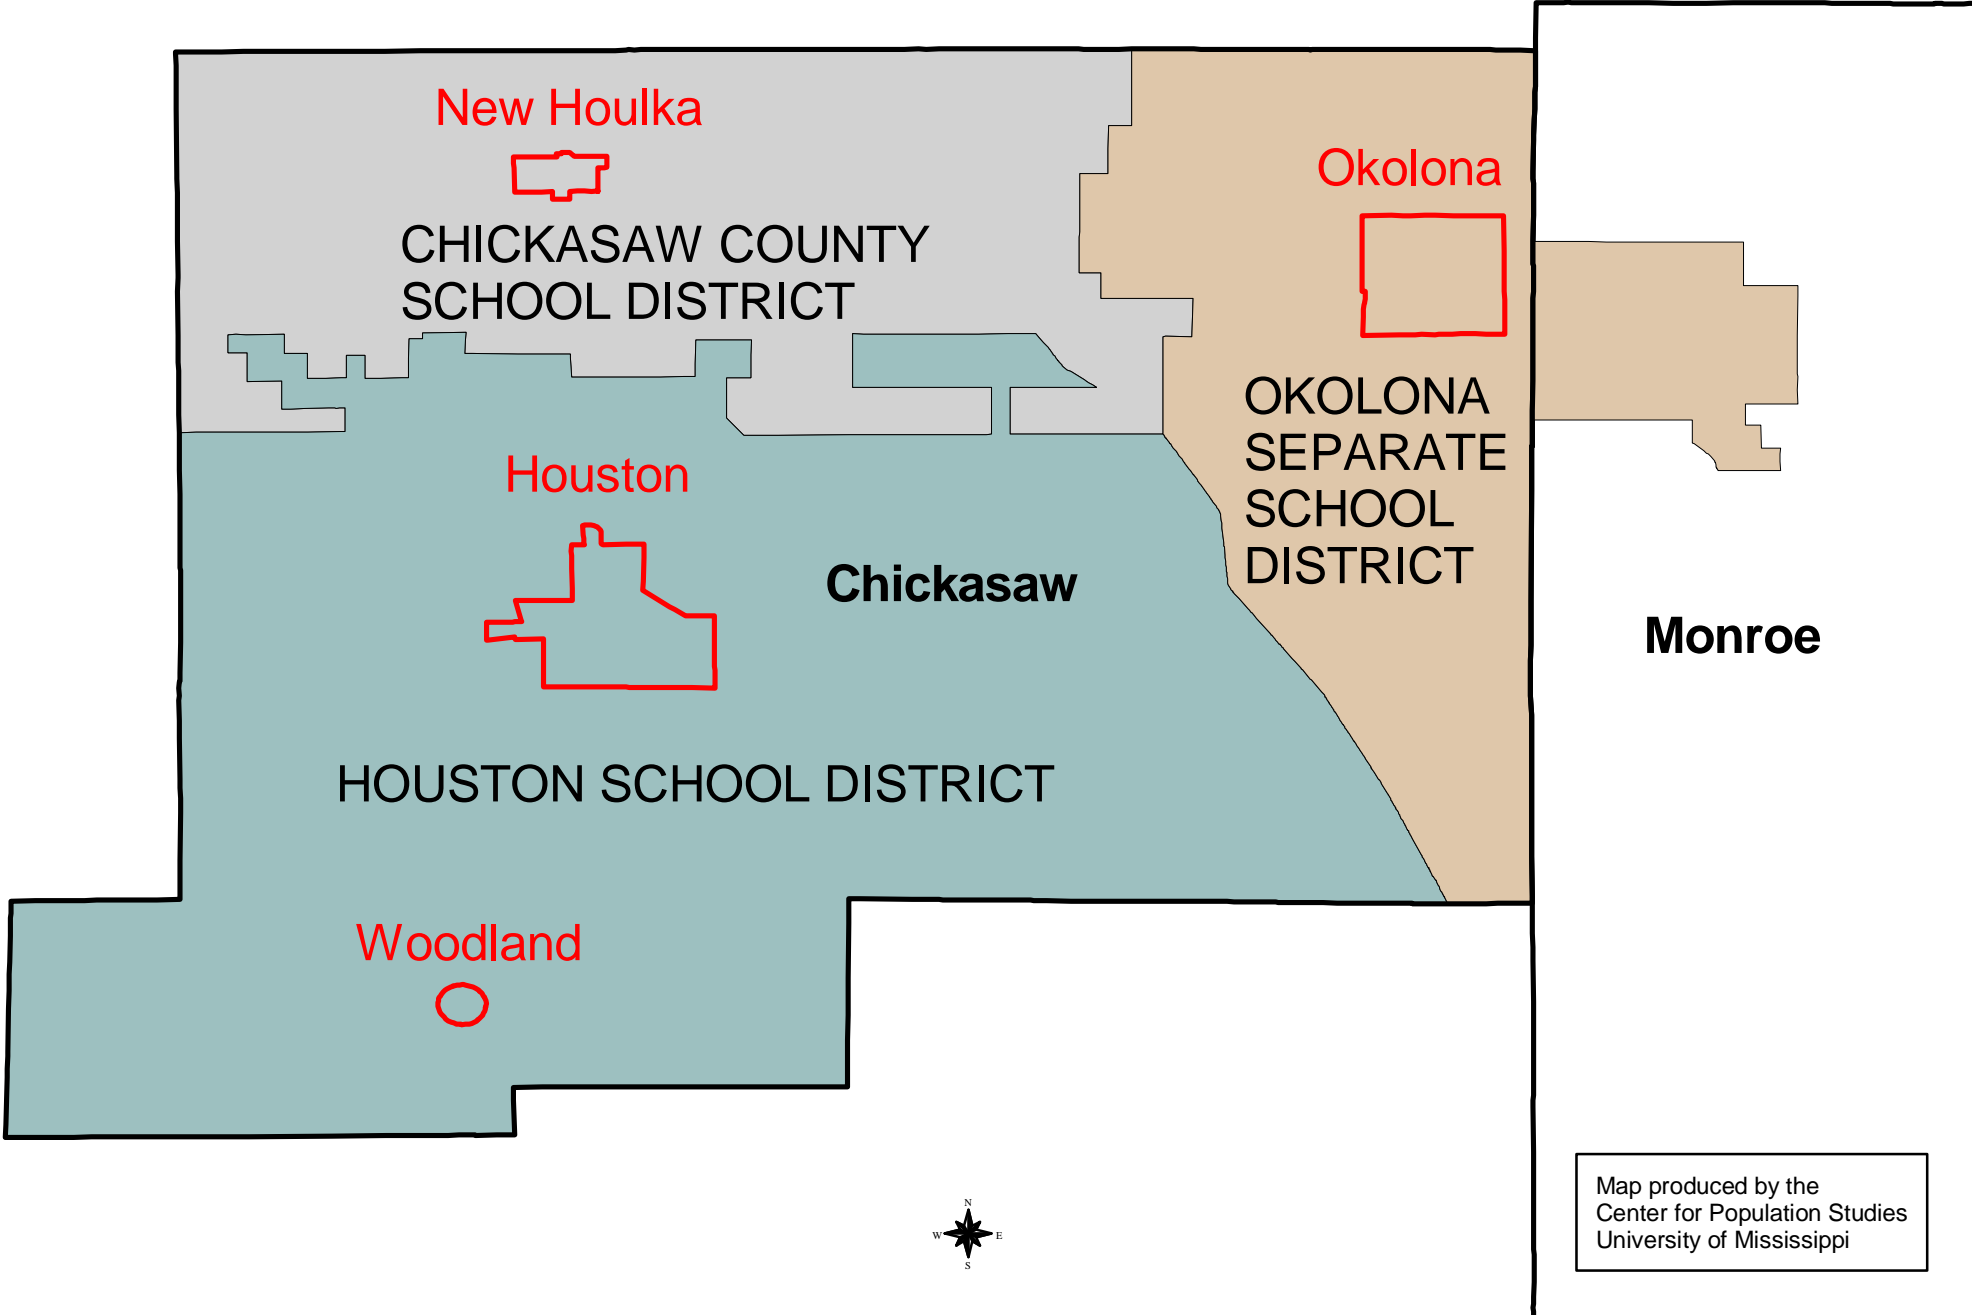 New Houlka
Okolona
CHICKASAW COUNTY
SCHOOL DISTRICT
OKOLONA
SEPARATE
SCHOOL
DISTRICT
Houston
Chickasaw
Monroe
HOUSTON SCHOOL DISTRICT
Woodland
N
W
E
S
Map produced by the
Center for Population Studies
University of Mississippi